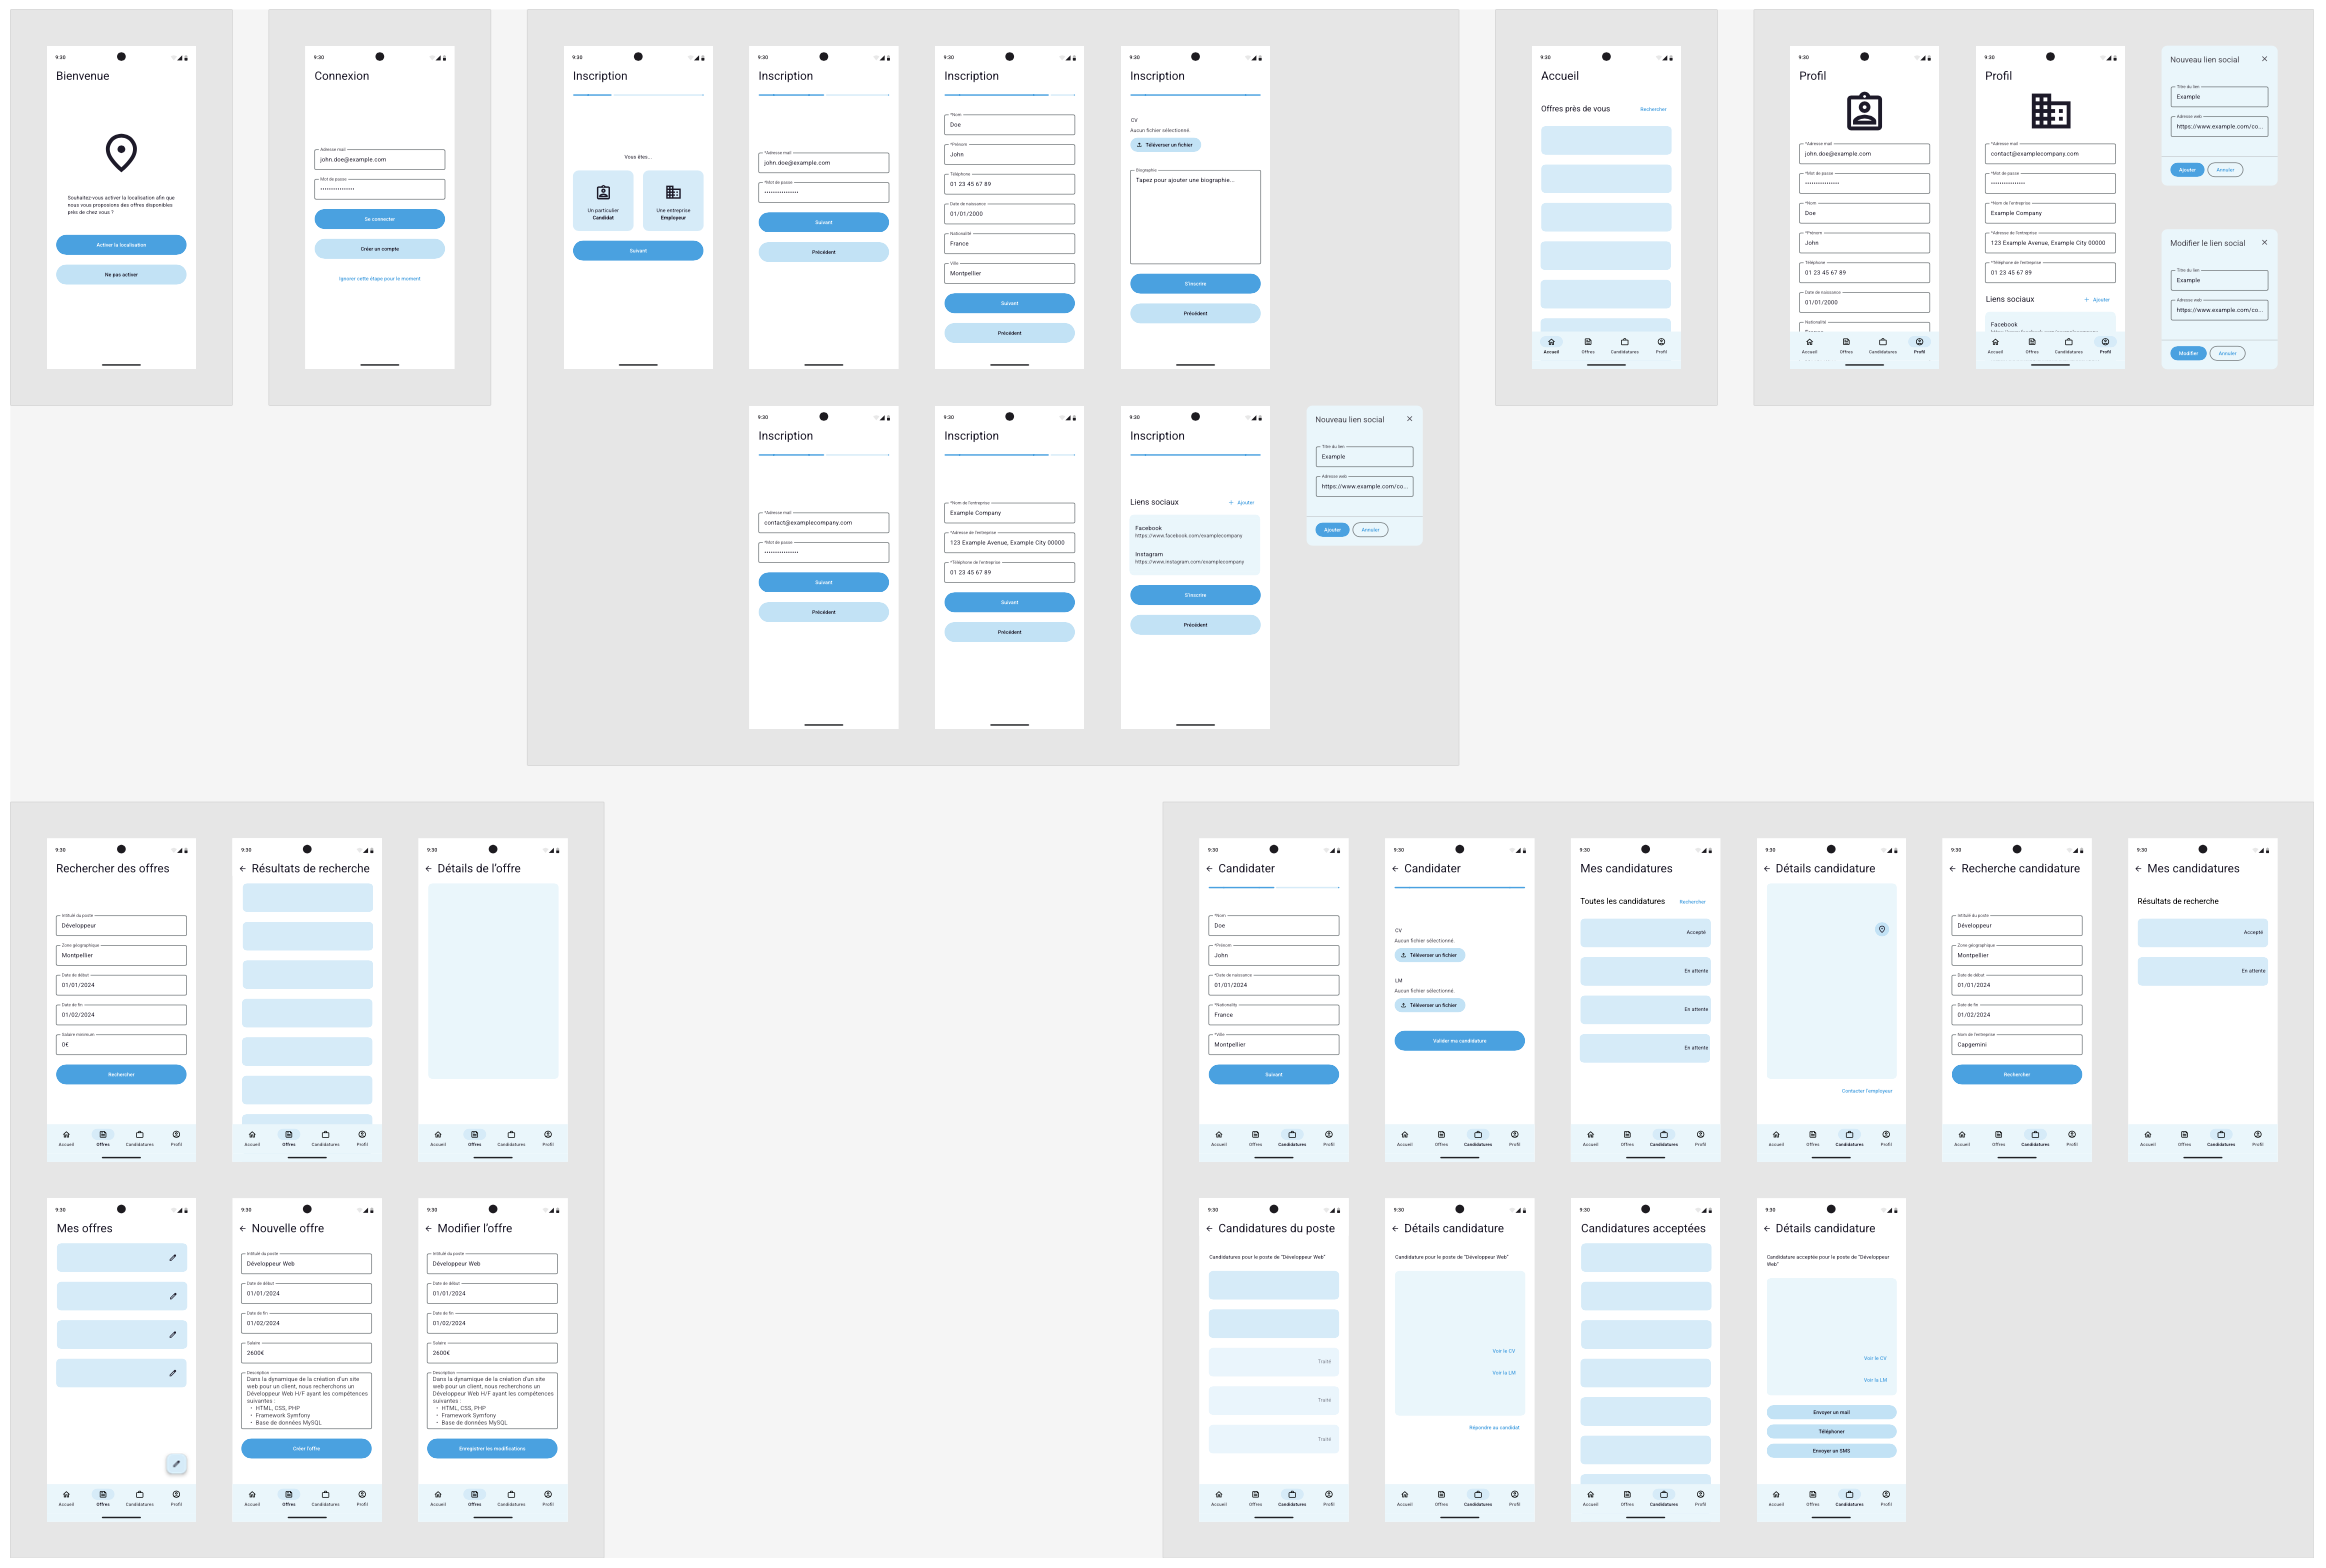 9:30
Bienvenue
Souhaitez-vous activer la localisation afin que
nous vous proposions des offres disponibles
près de chez vous ?
Activer la localisation
Ne pas activer
9:30
Connexion
Adresse mail
john.doe@example.com
Mot de passe
••••••••••••••••
Se connecter
Créer un compte
Ignorer cette étape pour le moment
9:30
Inscription
Vous êtes...
Un particulier
Candidat
Une entreprise
Employeur
Suivant
9:30
Inscription
*Adresse mail
john.doe@example.com
*Mot de passe
••••••••••••••••
Suivant
Précédent
9:30
Inscription
*Nom
Doe
*Prénom
John
Téléphone
01 23 45 67 89
Date de naissance
01/01/2000
Nationalité
France
Ville
Montpellier
Suivant
Précédent
9:30
Inscription
CV
Aucun fichier sélectionné.
Téléverser un fichier
Biographie
Tapez pour ajouter une biographie...
S'inscrire
Précédent
9:30
Inscription
*Adresse mail
contact@examplecompany.com
*Mot de passe
••••••••••••••••
Suivant
Précédent
9:30
Inscription
*Nom de l'entreprise
Example Company
*Adresse de l'entreprise
123 Example Avenue, Example City 00000
*Téléphone de l'entreprise
01 23 45 67 89
Suivant
Précédent
9:30
Inscription
Liens sociaux
Ajouter
Facebook
https://www.facebook.com/examplecompany
Instagram
https://www.instagram.com/examplecompany
S'inscrire
Précédent
Nouveau lien social
Titre du lien
Example
Adresse web
https://www.example.com/co...
Ajouter
Annuler
9:30
Accueil
Offres près de vous
Rechercher
Accueil
Offres
Candidatures
Profil
9:30
Profil
*Adresse mail
john.doe@example.com
*Mot de passe
••••••••••••••••
*Nom
Doe
*Prénom
John
Téléphone
01 23 45 67 89
Date de naissance
01/01/2000
Nationalité
Accueil
Offres
Candidatures
Profil
9:30
Profil
*Adresse mail
contact@examplecompany.com
*Mot de passe
••••••••••••••••
*Nom de l'entreprise
Example Company
*Adresse de l'entreprise
123 Example Avenue, Example City 00000
*Téléphone de l'entreprise
01 23 45 67 89
Liens sociaux
Ajouter
Facebook
Accueil
Offres
Candidatures
Profil
Nouveau lien social
Titre du lien
Example
Adresse web
https://www.example.com/co...
Ajouter
Annuler
Modifier le lien social
Titre du lien
Example
Adresse web
https://www.example.com/co...
Modifier
Annuler
9:30
Rechercher des offres
Intitulé du poste
Développeur
Zone géographique
Montpellier
Date de début
01/01/2024
Date de fin
01/02/2024
Salaire minimum
0€
Rechercher
Accueil
Offres
Candidatures
Profil
9:30
Résultats de recherche
Accueil
Offres
Candidatures
Profil
9:30
Détails de l'offre
Accueil
Offres
Candidatures
Profil
9:30
Mes offres
Accueil
Offres
Candidatures
Profil
9:30
Nouvelle offre
Intitulé du poste
Développeur Web
Date de début
01/01/2024
Date de fin
01/02/2024
Salaire
2600€
Description
Dans la dynamique de la création d'un site
web pour un client, nous recherchons un
Développeur Web H/F ayant les compétences
suivantes :
• HTML, CSS, PHP
• Framework Symfony
• Base de données MySQL
Créer l'offre
Accueil
Offres
Candidatures
Profil
9:30
Modifier l'offre
Intitulé du poste
Développeur Web
Date de début
01/01/2024
Date de fin
01/02/2024
Salaire
2600€
Description
Dans la dynamique de la création d'un site
web pour un client, nous recherchons un
Développeur Web H/F ayant les compétences
suivantes :
• HTML, CSS, PHP
• Framework Symfony
• Base de données MySQL
Enregistrer les modifications
Accueil
Offres
Candidatures
Profil
9:30
Candidater
*Nom
Doe
*Prénom
John
*Date de naissance
01/01/2024
*Nationality
France
*Ville
Montpellier
Suivant
Accueil
Offres
Candidatures
Profil
9:30
Candidater
CV
Aucun fichier sélectionné.
Téléverser un fichier
LM
Aucun fichier sélectionné.
Téléverser un fichier
Valider ma candidature
Accueil
Offres
Candidatures
Profil
9:30
Mes candidatures
Toutes les candidatures
Rechercher
Accepté
En attente
En attente
En attente
Accueil
Offres
Candidatures
Profil
9:30
Détails candidature
Contacter l'employeur
Accueil
Offres
Candidatures
Profil
9:30
Recherche candidature
Intitulé du poste
Développeur
Zone géographique
Montpellier
Date de début
01/01/2024
Date de fin
01/02/2024
Nom de l'entreprise
Capgemini
Rechercher
Accueil
Offres
Candidatures
Profil
9:30
Mes candidatures
Résultats de recherche
Accepté
En attente
Accueil
Offres
Candidatures
Profil
9:30
Candidatures du poste
Candidatures pour le poste de "Développeur Web"
Traité
Traité
Traité
Accueil
Offres
Candidatures
Profil
9:30
Détails candidature
Candidature pour le poste de "Développeur Web"
Voir le CV
Voir la LM
Répondre au candidat
Accueil
Offres
Candidatures
Profil
9:30
Candidatures acceptées
Accueil
Offres
Candidatures
Profil
9:30
Détails candidature
Candidature acceptée pour le poste de "Développeur
Web"
Voir le CV
Voir la LM
Envoyer un mail
Téléphoner
Envoyer un SMS
Accueil
Offres
Candidatures
Profil